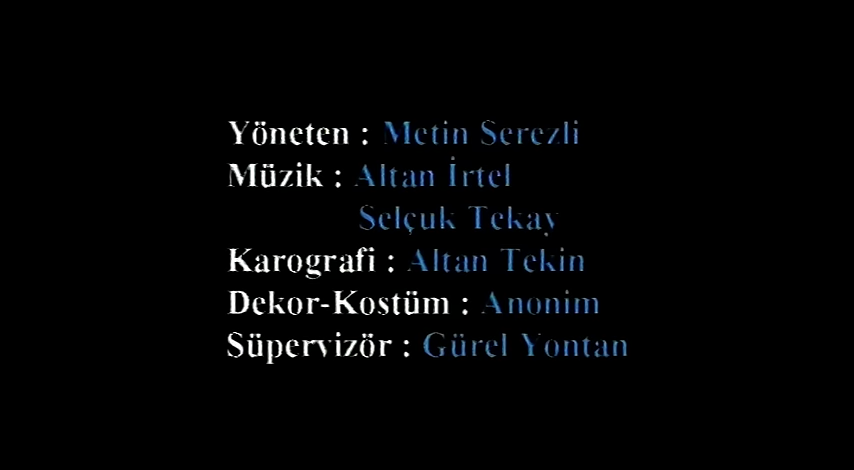 Yöneten : Metin Serezli
Müzik : Altan İrtel
Selçuk Tekay
Karografi : Altan Tekin
Dekor-Kostüm : Anonim
Süpervizör : Gürel Yontan